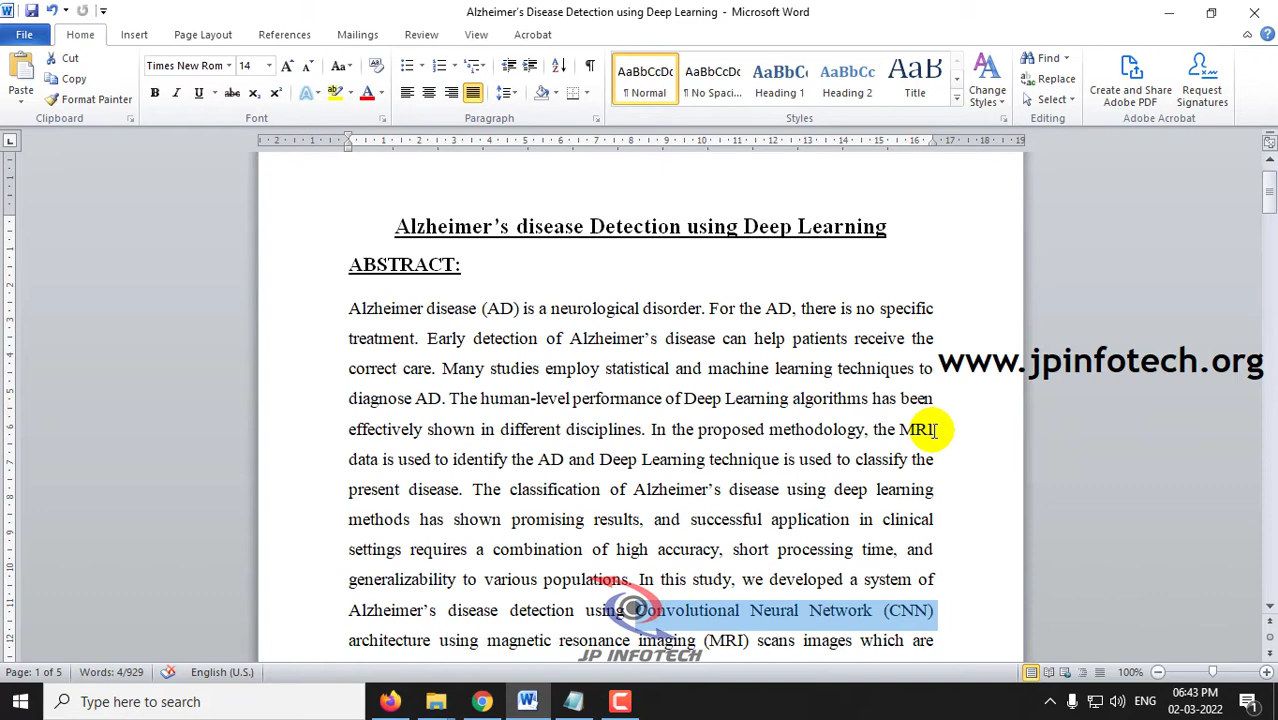 Alzheimer's Disease Detection using Deep Learning - Microsoft Word
File Home Insert Page Layout References Mailings Review View Acrobat
Cut
Copy
Format Painter
Paste
Clipboard
Times New Rom 14
Font
Paragraph
AaBbCcDc AaBbCcDc AaBbCc AaBbCc AaB
¶ Normal ¶ No Spaci... Heading 1 Heading 2 Title
Change Styles
Styles
Find
Replace
Select
Editing
Create and Share Adobe PDF
Request Signatures
Adobe Acrobat
Alzheimer's disease Detection using Deep Learning
ABSTRACT:
Alzheimer disease (AD) is a neurological disorder. For the AD, there is no specific
treatment. Early detection of Alzheimer's disease can help patients receive the
correct care. Many studies employ statistical and machine learning techniques to
diagnose AD. The human-level performance of Deep Learning algorithms has been
effectively shown in different disciplines. In the proposed methodology, the MRI
data is used to identify the AD and Deep Learning technique is used to classify the
present disease. The classification of Alzheimer's disease using deep learning
methods has shown promising results, and successful application in clinical
settings requires a combination of high accuracy, short processing time, and
generalizability to various populations. In this study, we developed a system of
Alzheimer's disease detection using Convolutional Neural Network (CNN)
architecture using magnetic resonance imaging (MRI) scans images which are
www.jpinfotech.org
JP INFOTECH
Page: 1 of 5 Words: 4/929 English (U.S.) 100%
Type here to search
ENG
06:43 PM
02-03-2022